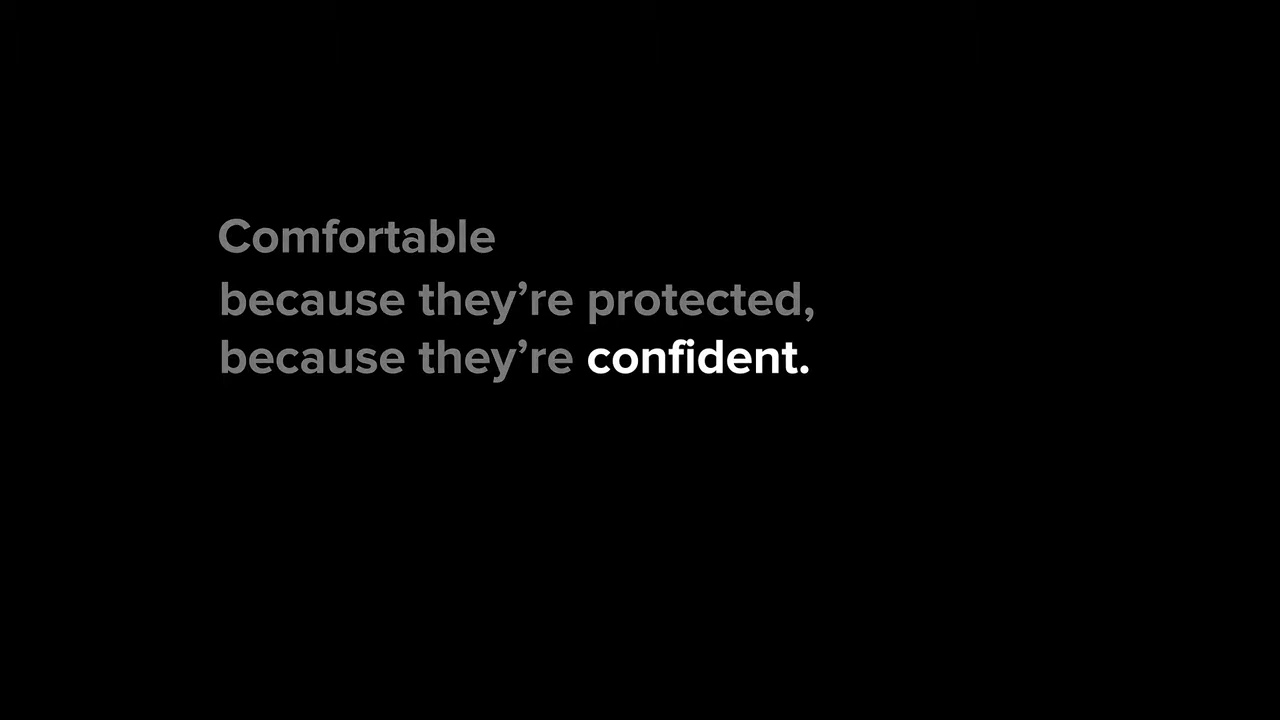 Comfortable
because they’re protected,
because they’re confident.